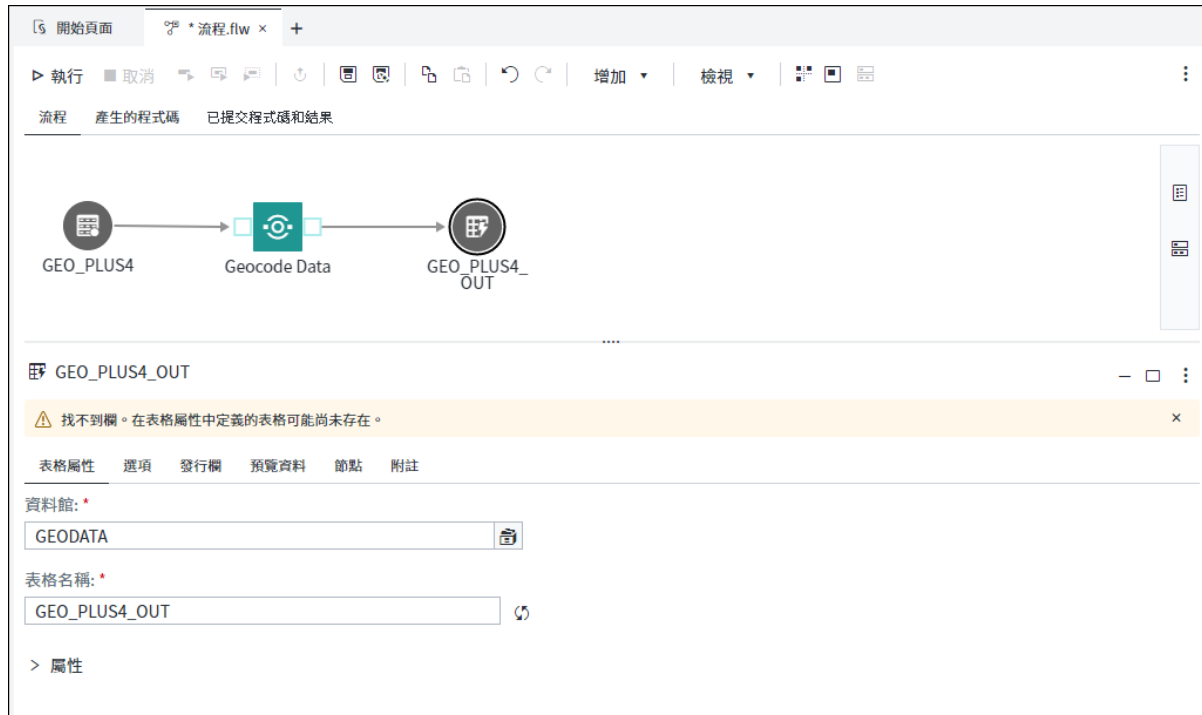 開始頁面
* 流程.flw × +
執行 取消 增加 檢視
流程 產生的程式碼 已提交程式碼和結果
GEO_PLUS4
Geocode Data
GEO_PLUS4_
OUT
GEO_PLUS4_OUT
找不到欄。在表格屬性中定義的表格可能尚未存在。
表格屬性 選項 發行欄 預覽資料 節點 附註
資料館: *
GEODATA
表格名稱: *
GEO_PLUS4_OUT
> 屬性